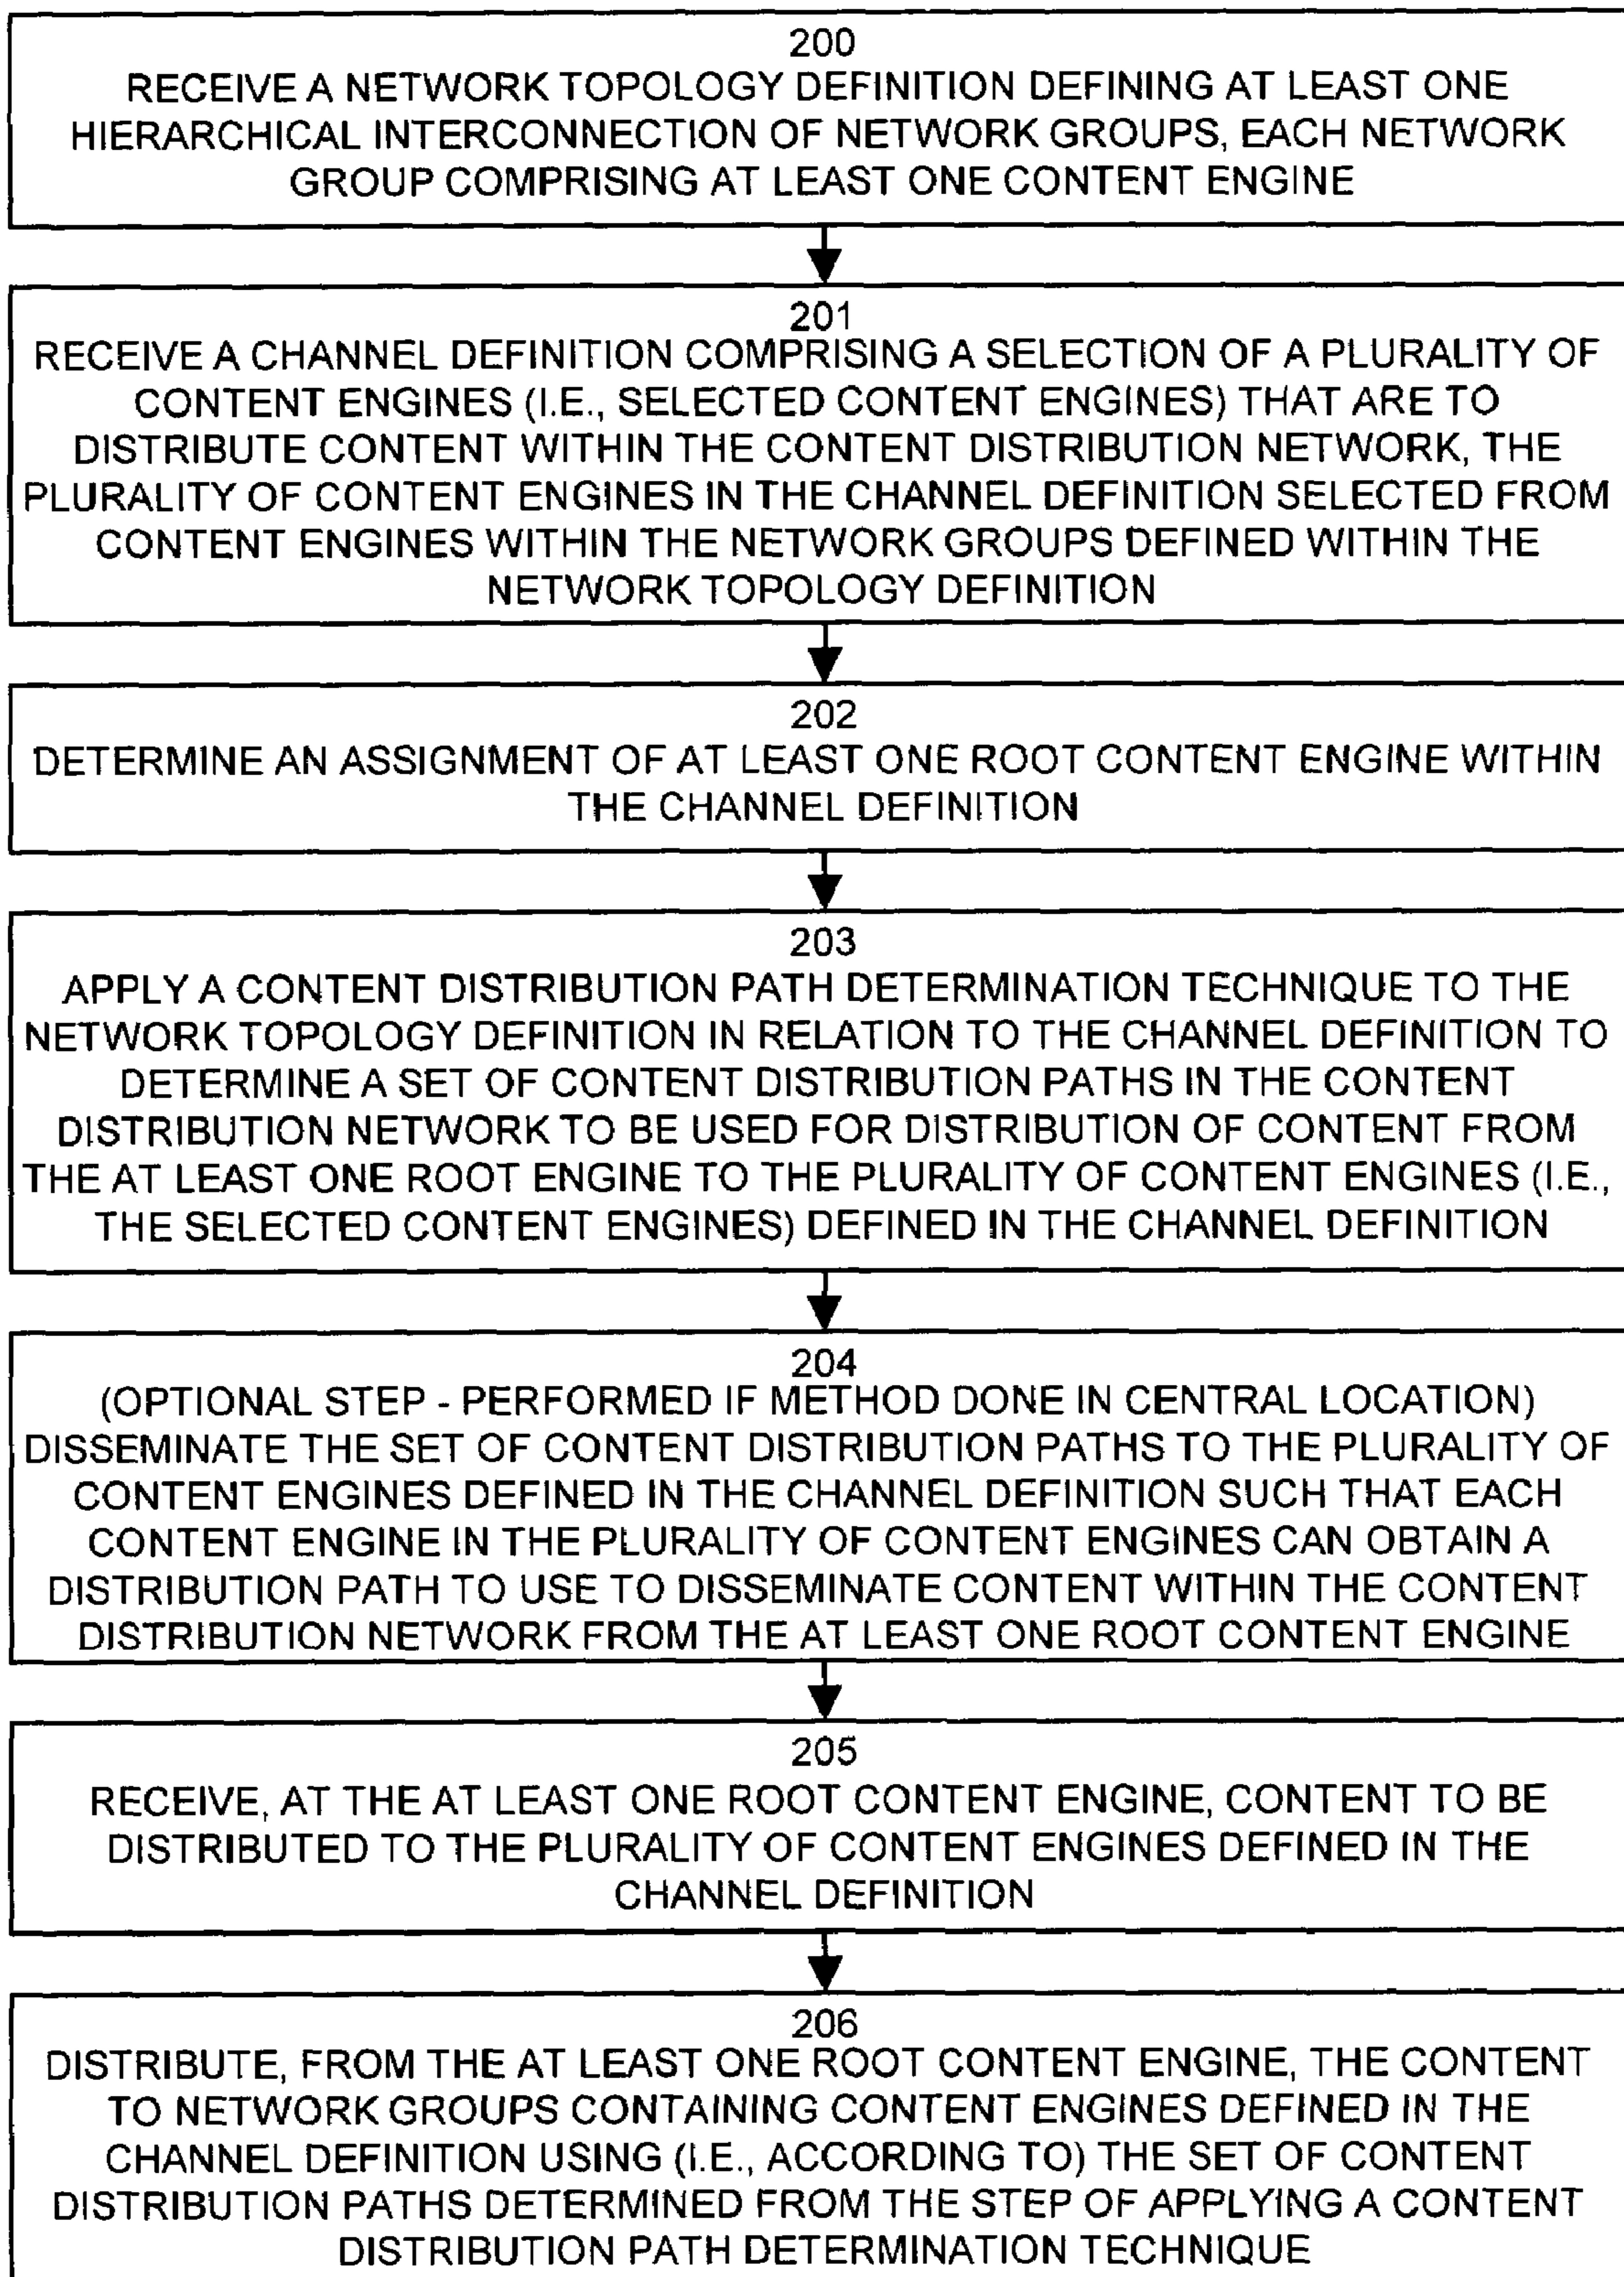 200
RECEIVE A NETWORK TOPOLOGY DEFINITION DEFINING AT LEAST ONE
HIERARCHICAL INTERCONNECTION OF NETWORK GROUPS, EACH NETWORK
GROUP COMPRISING AT LEAST ONE CONTENT ENGINE
201
RECEIVE A CHANNEL DEFINITION COMPRISING A SELECTION OF A PLURALITY OF
CONTENT ENGINES (I.E., SELECTED CONTENT ENGINES) THAT ARE TO
DISTRIBUTE CONTENT WITHIN THE CONTENT DISTRIBUTION NETWORK, THE
PLURALITY OF CONTENT ENGINES IN THE CHANNEL DEFINITION SELECTED FROM
CONTENT ENGINES WITHIN THE NETWORK GROUPS DEFINED WITHIN THE
NETWORK TOPOLOGY DEFINITION
202
DETERMINE AN ASSIGNMENT OF AT LEAST ONE ROOT CONTENT ENGINE WITHIN
THE CHANNEL DEFINITION
203
APPLY A CONTENT DISTRIBUTION PATH DETERMINATION TECHNIQUE TO THE
NETWORK TOPOLOGY DEFINITION IN RELATION TO THE CHANNEL DEFINITION TO
DETERMINE A SET OF CONTENT DISTRIBUTION PATHS IN THE CONTENT
DISTRIBUTION NETWORK TO BE USED FOR DISTRIBUTION OF CONTENT FROM
THE AT LEAST ONE ROOT ENGINE TO THE PLURALITY OF CONTENT ENGINES (I.E.,
THE SELECTED CONTENT ENGINES) DEFINED IN THE CHANNEL DEFINITION
204
(OPTIONAL STEP - PERFORMED IF METHOD DONE IN CENTRAL LOCATION)
DISSEMINATE THE SET OF CONTENT DISTRIBUTION PATHS TO THE PLURALITY OF
CONTENT ENGINES DEFINED IN THE CHANNEL DEFINITION SUCH THAT EACH
CONTENT ENGINE IN THE PLURALITY OF CONTENT ENGINES CAN OBTAIN A
DISTRIBUTION PATH TO USE TO DISSEMINATE CONTENT WITHIN THE CONTENT
DISTRIBUTION NETWORK FROM THE AT LEAST ONE ROOT CONTENT ENGINE
205
RECEIVE, AT THE AT LEAST ONE ROOT CONTENT ENGINE, CONTENT TO BE
DISTRIBUTED TO THE PLURALITY OF CONTENT ENGINES DEFINED IN THE
CHANNEL DEFINITION
206
DISTRIBUTE, FROM THE AT LEAST ONE ROOT CONTENT ENGINE, THE CONTENT
TO NETWORK GROUPS CONTAINING CONTENT ENGINES DEFINED IN THE
CHANNEL DEFINITION USING (I.E., ACCORDING TO) THE SET OF CONTENT
DISTRIBUTION PATHS DETERMINED FROM THE STEP OF APPLYING A CONTENT
DISTRIBUTION PATH DETERMINATION TECHNIQUE